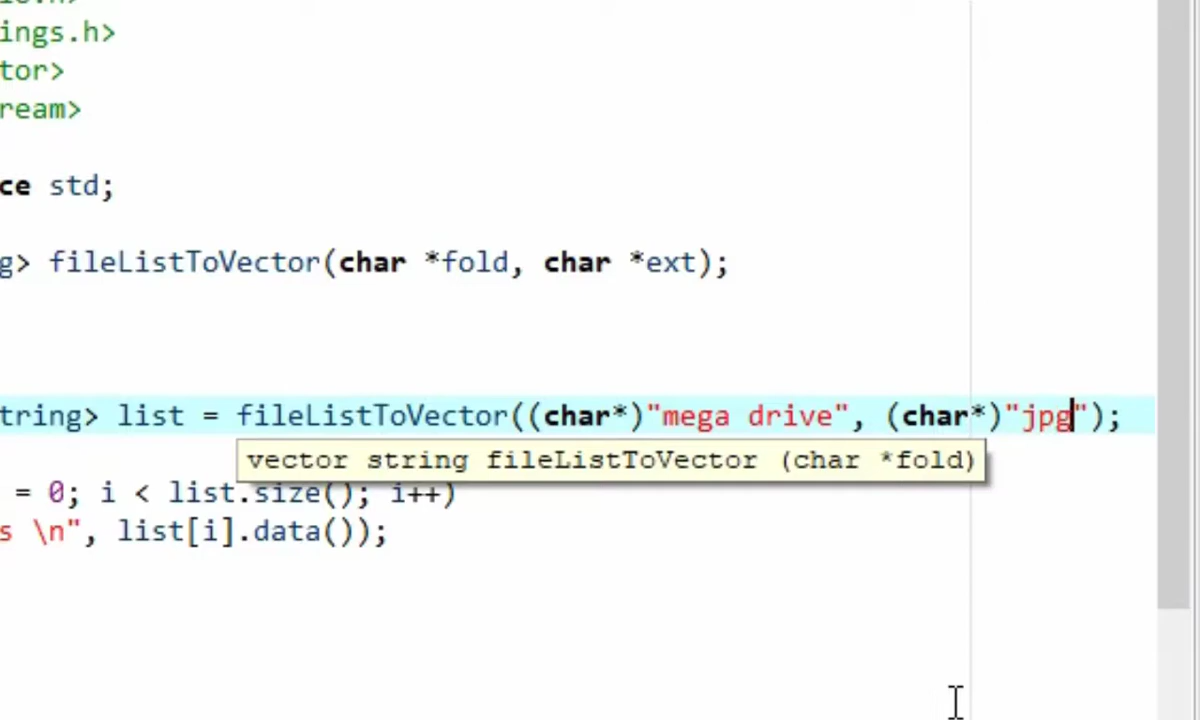 ings.h>
tor>
ream>
ce std;
g> fileListToVector(char *fold, char *ext);
tring> list = fileListToVector((char*)"mega drive", (char*)"jpg");
vector string fileListToVector (char *fold)
= 0; i < list.size(); i++)
s \n", list[i].data());